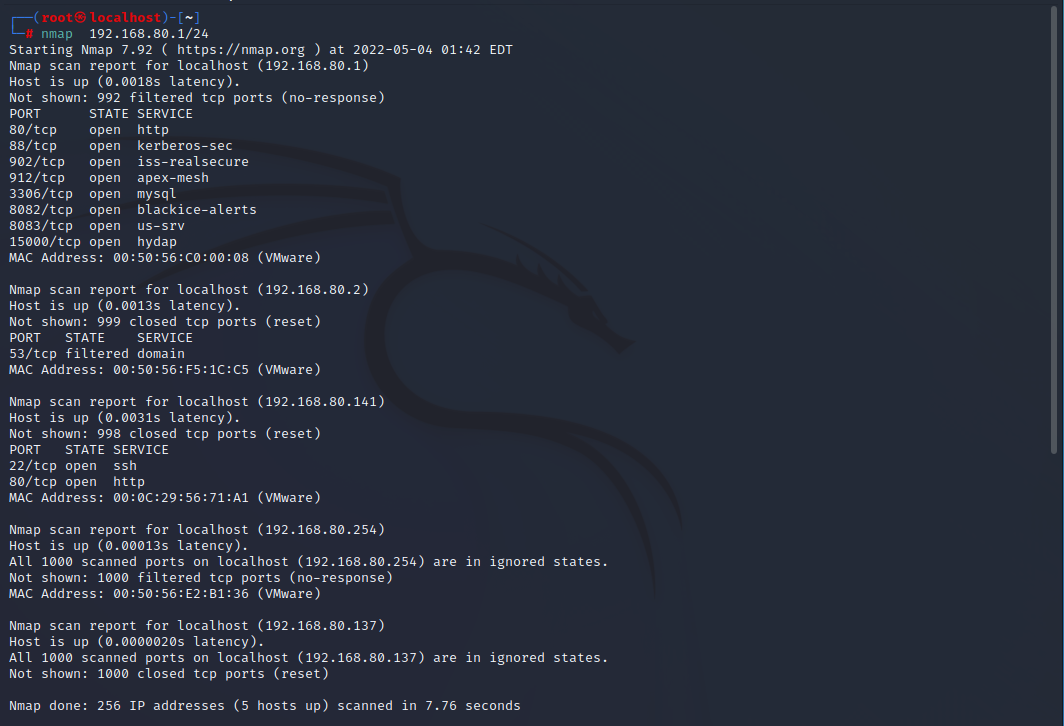 ┌──(root㉿localhost)-[~]
└─# nmap  192.168.80.1/24
Starting Nmap 7.92 ( https://nmap.org ) at 2022-05-04 01:42 EDT
Nmap scan report for localhost (192.168.80.1)
Host is up (0.0018s latency).
Not shown: 992 filtered tcp ports (no-response)
PORT      STATE SERVICE
80/tcp    open  http
88/tcp    open  kerberos-sec
902/tcp   open  iss-realsecure
912/tcp   open  apex-mesh
3306/tcp  open  mysql
8082/tcp  open  blackice-alerts
8083/tcp  open  us-srv
15000/tcp open  hydap
MAC Address: 00:50:56:C0:00:08 (VMware)

Nmap scan report for localhost (192.168.80.2)
Host is up (0.0013s latency).
Not shown: 999 closed tcp ports (reset)
PORT   STATE    SERVICE
53/tcp filtered domain
MAC Address: 00:50:56:F5:1C:C5 (VMware)

Nmap scan report for localhost (192.168.80.141)
Host is up (0.0031s latency).
Not shown: 998 closed tcp ports (reset)
PORT   STATE SERVICE
22/tcp open  ssh
80/tcp open  http
MAC Address: 00:0C:29:56:71:A1 (VMware)

Nmap scan report for localhost (192.168.80.254)
Host is up (0.00013s latency).
All 1000 scanned ports on localhost (192.168.80.254) are in ignored states.
Not shown: 1000 filtered tcp ports (no-response)
MAC Address: 00:50:56:E2:B1:36 (VMware)

Nmap scan report for localhost (192.168.80.137)
Host is up (0.0000020s latency).
All 1000 scanned ports on localhost (192.168.80.137) are in ignored states.
Not shown: 1000 closed tcp ports (reset)

Nmap done: 256 IP addresses (5 hosts up) scanned in 7.76 seconds